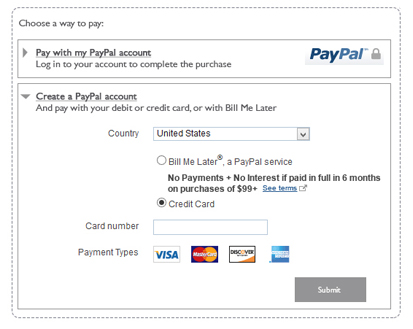 Choose a way to pay:
Pay with my PayPal account
PayPal™
Log in to your account to complete the purchase
Create a PayPal account
And pay with your debit or credit card, or with Bill Me Later
Country United States
Bill Me Later®, a PayPal service
No Payments + No Interest if paid in full in 6 months
on purchases of $99+ See terms
Credit Card
Card number
Payment Types VISA MasterCard DISCOVER
Submit